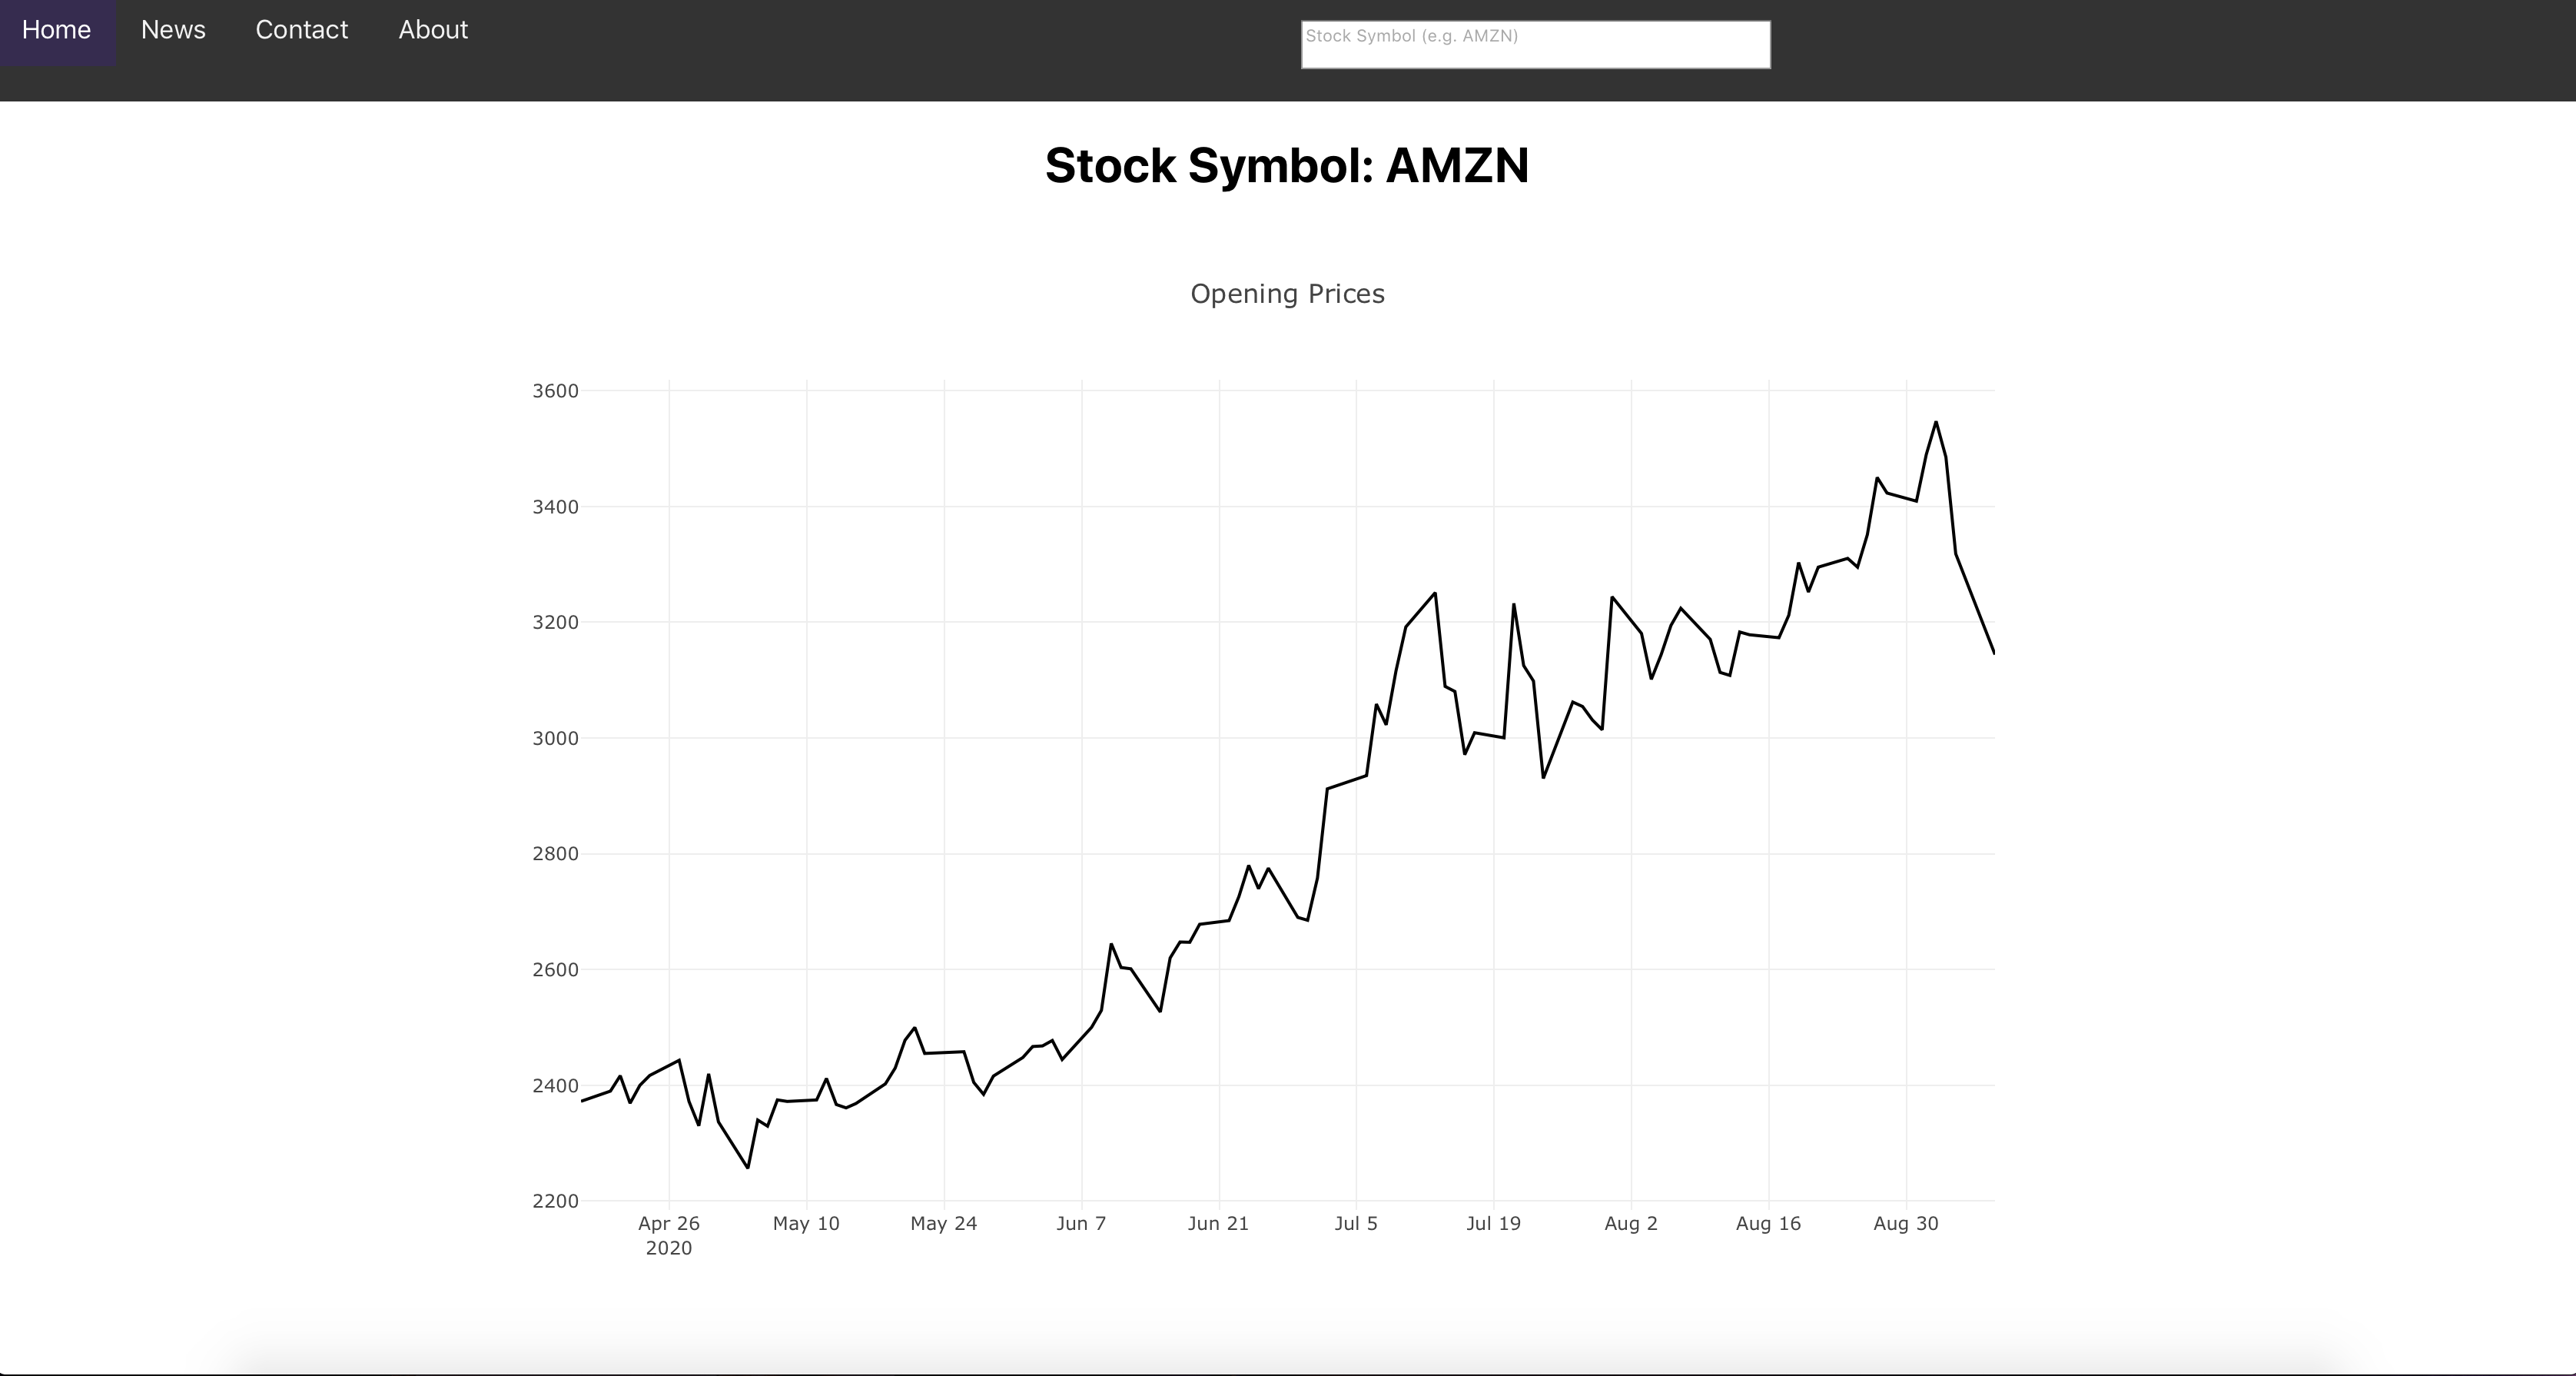 Home News Contact About
Stock Symbol (e.g. AMZN)
Stock Symbol: AMZN
Opening Prices
3600
3400
3200
3000
2800
2600
2400
2200
Apr 26 May 10 May 24 Jun 7 Jun 21 Jul 5 Jul 19 Aug 2 Aug 16 Aug 30
2020